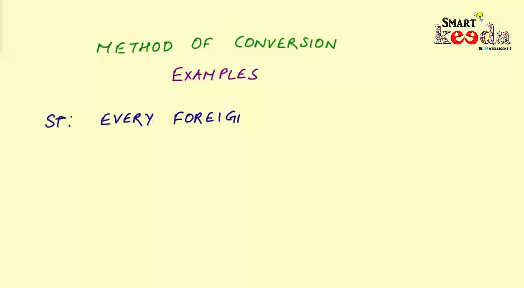 SMART
keeda
METHOD OF CONVERSION
EXAMPLES
ST: EVERY FOREIGI